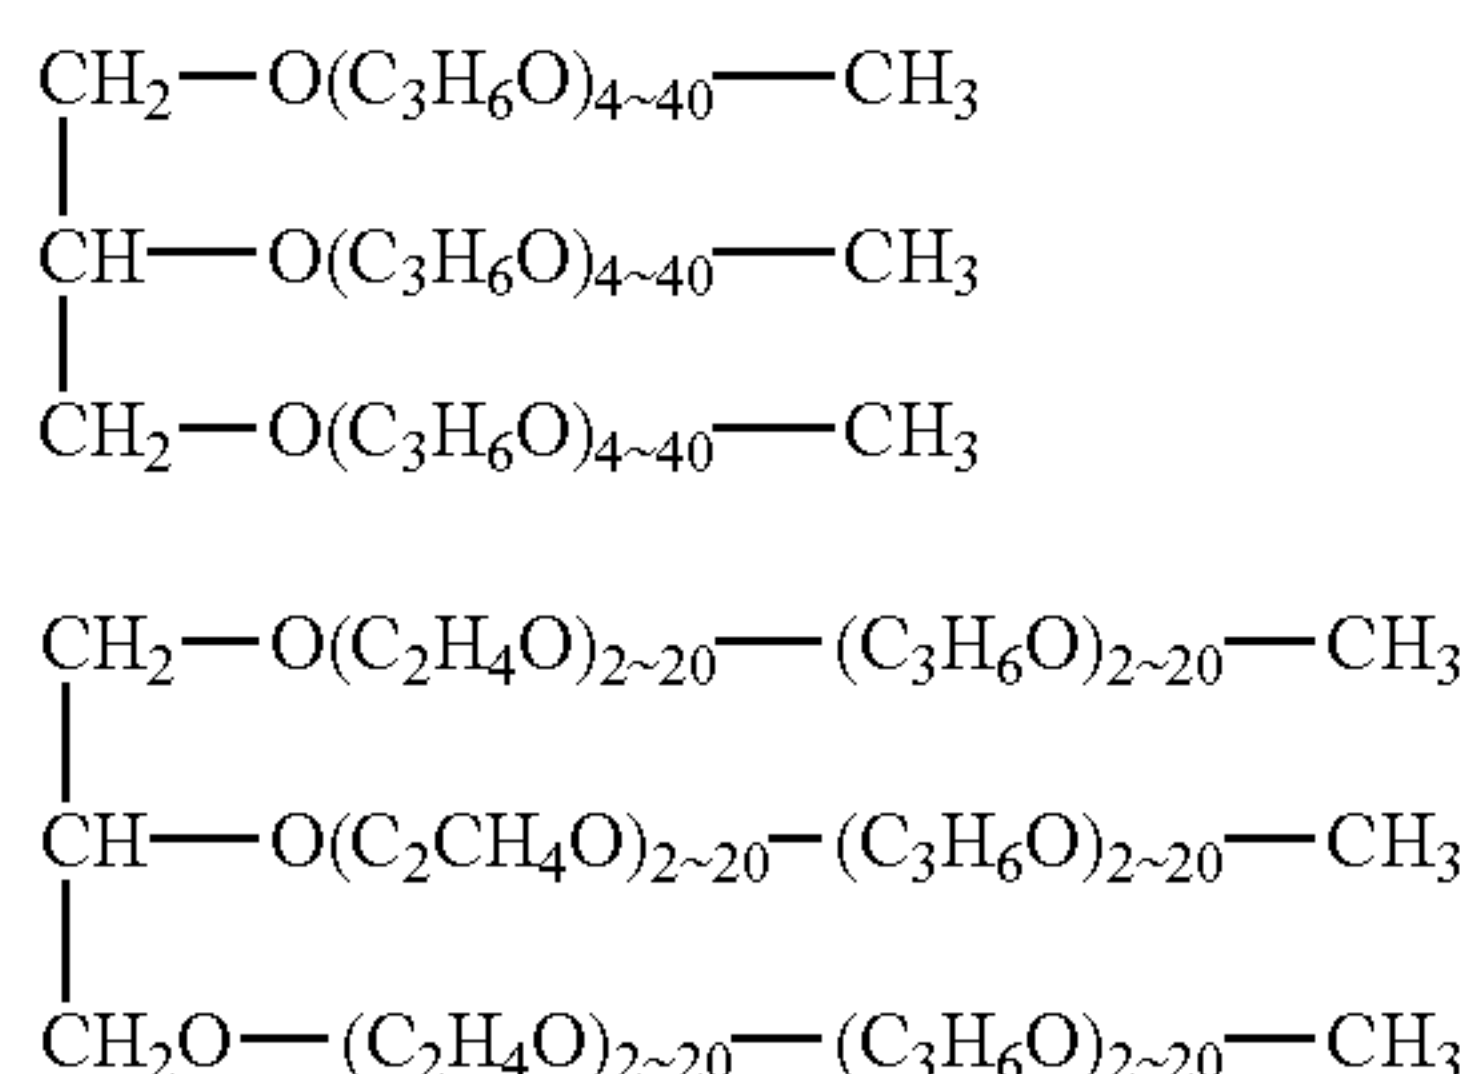 CH₂—O(C₃H₆O)₄~₄₀—CH₃
CH—O(C₃H₆O)₄~₄₀—CH₃
CH₂—O(C₃H₆O)₄~₄₀—CH₃
CH₂—O(C₂H₄O)₂~₂₀—(C₃H₆O)₂~₂₀—CH₃
CH—O(C₂CH₄O)₂~₂₀—(C₃H₆O)₂~₂₀—CH₃
CH₂O—(C₂H₄O)₂~₂₀—(C₃H₆O)₂~₂₀—CH₃